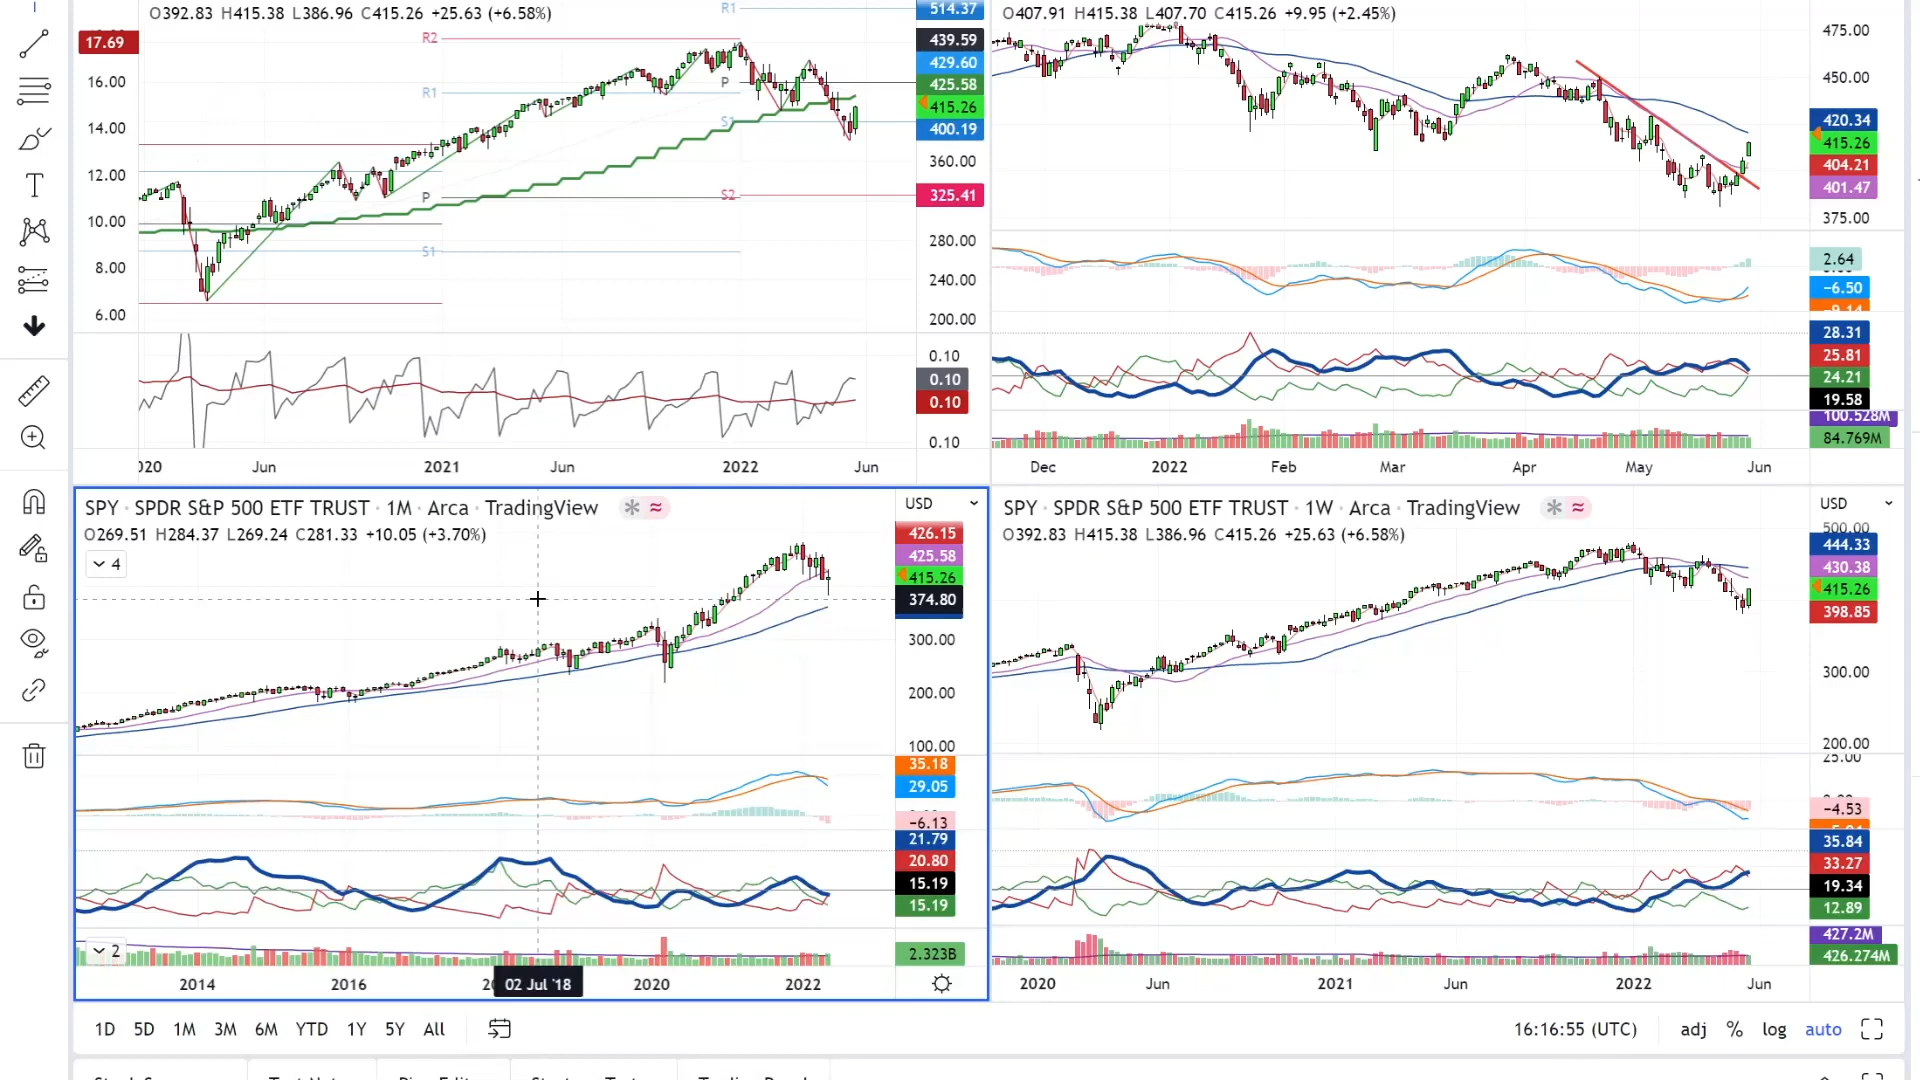 O392.83 H415.38 L386.96 C415.26 +25.63 (+6.58%)
17.69
16.00
14.00
12.00
10.00
8.00
6.00
R1
R2
R1
P
S1
P
S2
S1
514.37
439.59
429.60
425.58
415.26
400.19
360.00
325.41
280.00
240.00
200.00
0.10
0.10
0.10
0.10
Jun
2021
Jun
2022
Jun
O407.91 H415.38 L407.70 C415.26 +9.95 (+2.45%)
475.00
450.00
420.34
415.26
404.21
401.47
375.00
2.64
−6.50
28.31
25.81
24.21
19.58
100.528M
84.769M
Dec
2022
Feb
Mar
Apr
May
Jun
SPY · SPDR S&P 500 ETF TRUST · 1M · Arca · TradingView
O269.51 H284.37 L269.24 C281.33 +10.05 (+3.70%)
4
USD
426.15
425.58
415.26
374.80
300.00
200.00
100.00
35.18
29.05
−6.13
21.79
20.80
15.19
15.19
2
2.323B
2014
2016
02 Jul '18
2020
2022
SPY · SPDR S&P 500 ETF TRUST · 1W · Arca · TradingView
O392.83 H415.38 L386.96 C415.26 +25.63 (+6.58%)
USD
500.00
444.33
430.38
415.26
398.85
300.00
200.00
25.00
−4.53
35.84
33.27
19.34
12.89
427.2M
426.274M
2020
Jun
2021
Jun
2022
Jun
1D 5D 1M 3M 6M YTD 1Y 5Y All
16:16:55 (UTC)
adj % log auto